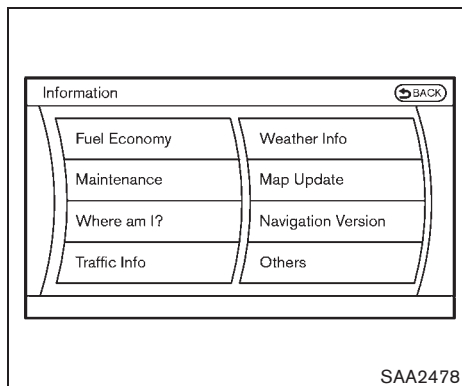 Information
BACK
Fuel Economy
Weather Info
Maintenance
Map Update
Where am I?
Navigation Version
Traffic Info
Others
SAA2478